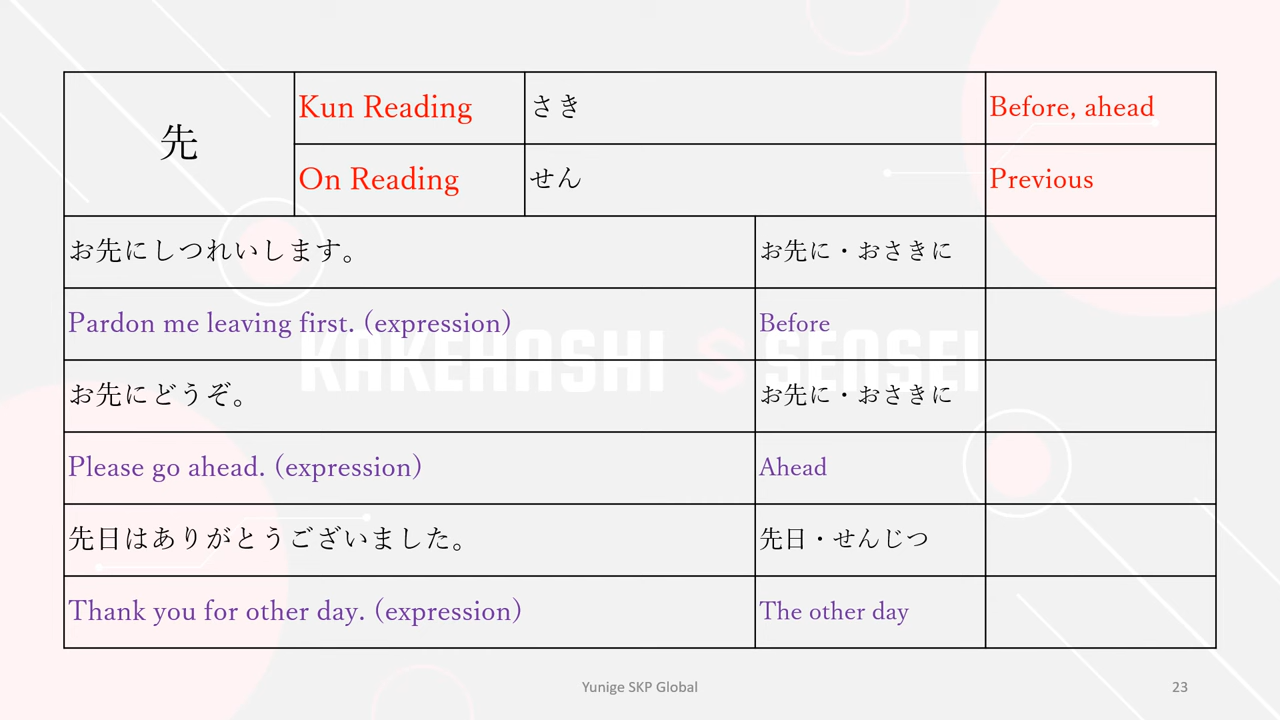 先
Kun Reading さき Before, ahead
On Reading せん Previous
お先にしつれいします。 お先に・おさきに
Pardon me leaving first. (expression) Before
KAKEHASHI SENSEI
お先にどうぞ。 お先に・おさきに
Please go ahead. (expression) Ahead
先日はありがとうございました。 先日・せんじつ
Thank you for other day. (expression) The other day
Yunige SKP Global 23